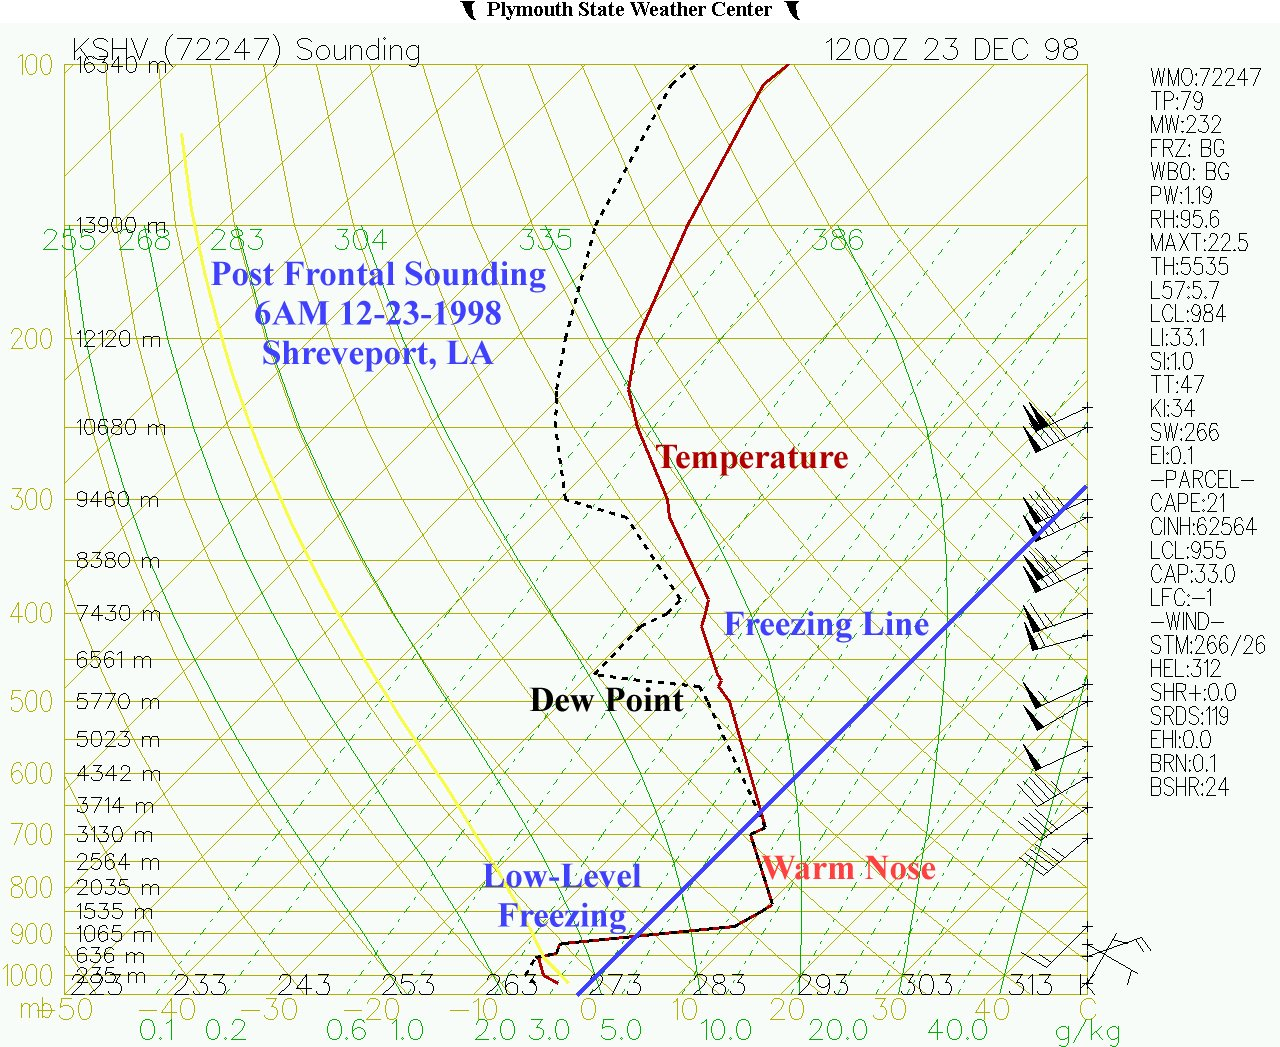 Plymouth State Weather Center
KSHV (72247) Sounding 1200Z 23 DEC 98
100 16340 m
13900 m
255 268 283 304 335 386
Post Frontal Sounding
6AM 12-23-1998
Shreveport, LA
200 12120 m
10680 m
Temperature
300 9460 m
8380 m
400 7430 m
Freezing Line
6561 m
Dew Point
500 5770 m
5023 m
600 4342 m
3714 m
700 3130 m
2564 m
Warm Nose
Low-Level
Freezing
800 2035 m
1535 m
900 1065 m
636 m
1000 235 m
223 233 243 253 263 273 283 293 303 313 K
mb -50 -40 -30 -20 -10 0 10 20 30 40 C
0.1 0.2 0.6 1.0 2.0 3.0 5.0 10.0 20.0 40.0 g/kg
WMO:72247
TP:79
MW:232
FRZ: BG
WB0: BG
PW:1.19
RH:95.6
MAXT:22.5
TH:5535
L57:5.7
LCL:984
LI:33.1
SI:1.0
TT:47
KI:34
SW:266
EI:0.1
-PARCEL-
CAPE:21
CINH:62564
LCL:955
CAP:33.0
LFC:-1
-WIND-
STM:266/26
HEL:312
SHR+:0.0
SRDS:119
EHI:0.0
BRN:0.1
BSHR:24